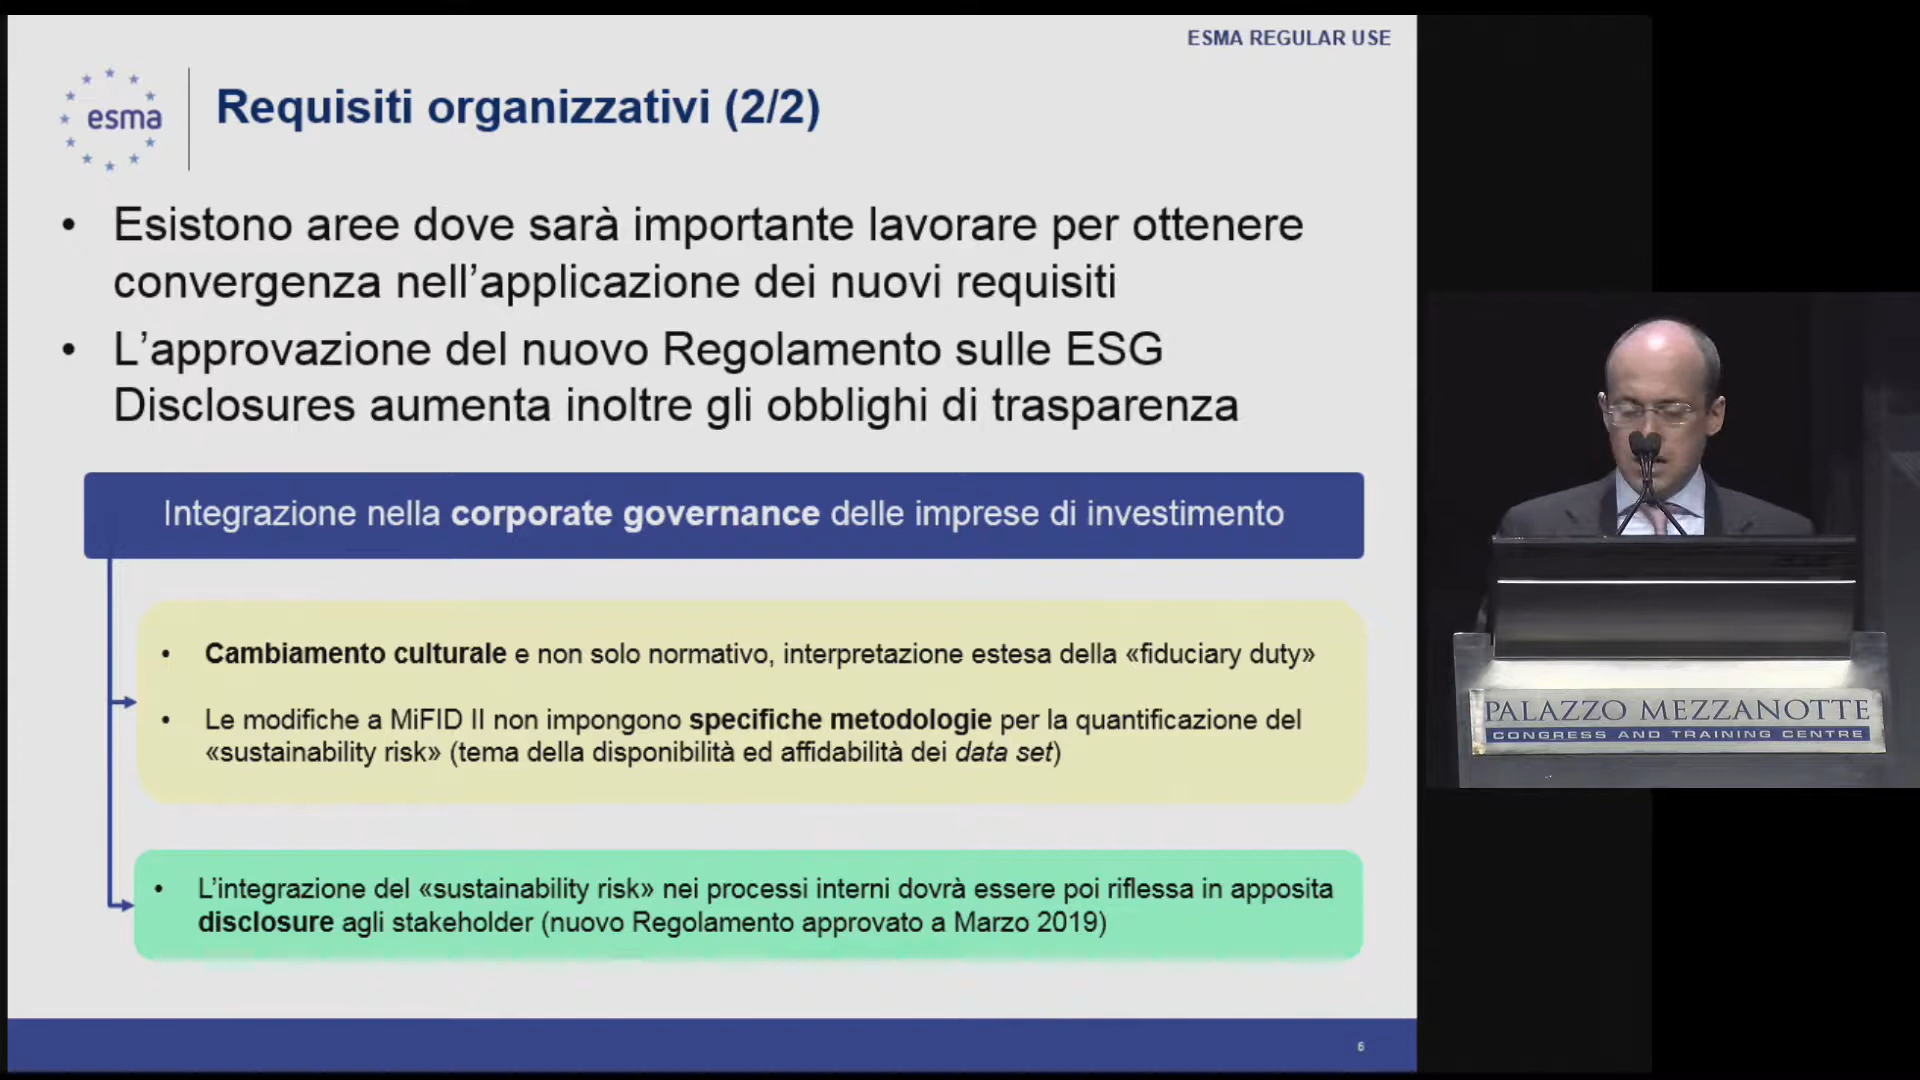 ESMA REGULAR USE
esma
Requisiti organizzativi (2/2)
• Esistono aree dove sarà importante lavorare per ottenere
convergenza nell’applicazione dei nuovi requisiti
• L’approvazione del nuovo Regolamento sulle ESG
Disclosures aumenta inoltre gli obblighi di trasparenza
Integrazione nella corporate governance delle imprese di investimento
• Cambiamento culturale e non solo normativo, interpretazione estesa della «fiduciary duty»
• Le modifiche a MiFID II non impongono specifiche metodologie per la quantificazione del
«sustainability risk» (tema della disponibilità ed affidabilità dei data set)
• L’integrazione del «sustainability risk» nei processi interni dovrà essere poi riflessa in apposita
disclosure agli stakeholder (nuovo Regolamento approvato a Marzo 2019)
6
PALAZZO MEZZANOTTE
CONGRESS AND TRAINING CENTRE